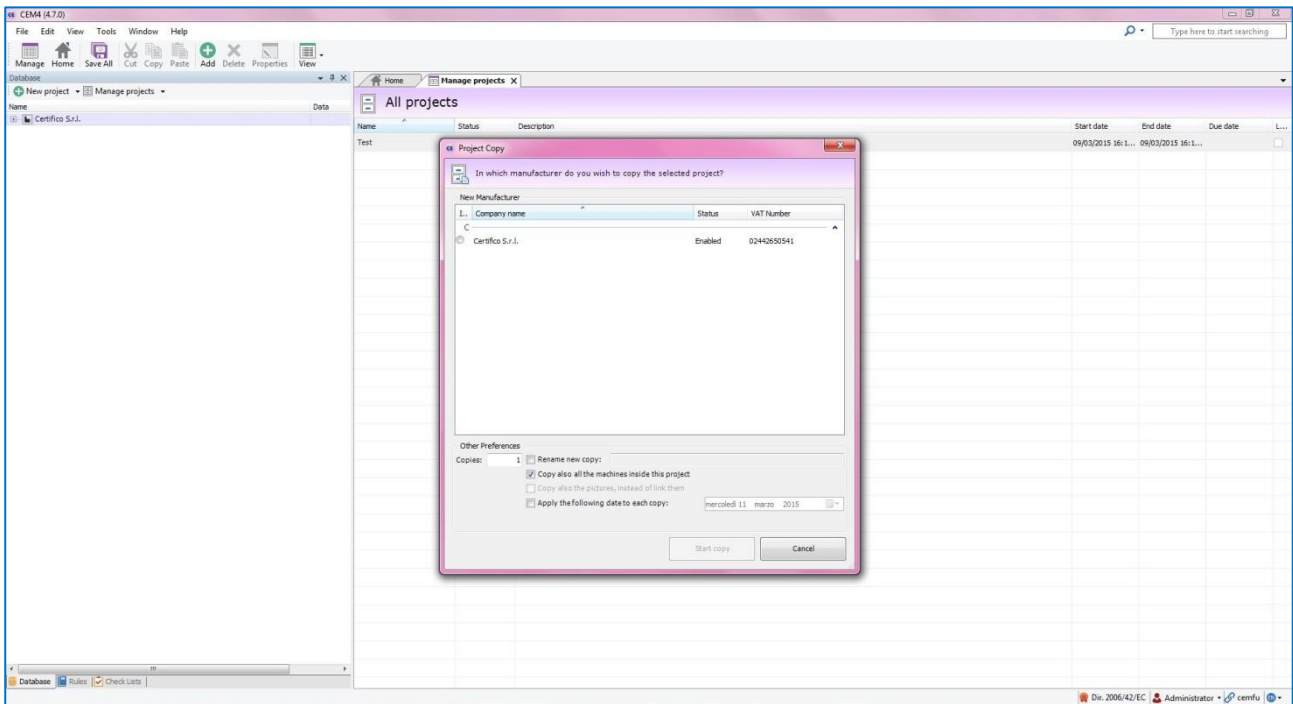 CEM4 (4.7.0)
File Edit View Tools Window Help
Type here to start searching
Manage Home Save All Cut Copy Paste Add Delete Properties View
Database
New project Manage projects
Name Data
Certifico S.r.l.
Home Manage projects
All projects
Name Status Description Start date End date Due date L...
Test 09/03/2015 16:1... 09/03/2015 16:1...
Project Copy
In which manufacturer do you wish to copy the selected project?
New Manufacturer
I.. Company name Status VAT Number
C
Certifico S.r.l. Enabled 02442650541
Other Preferences
Copies: 1 Rename new copy:
Copy also all the machines inside this project
Copy also the pictures, instead of link them
Apply the following date to each copy: mercoledì 11 marzo 2015
Start copy Cancel
Database Rules Check Lists
Dir. 2006/42/EC Administrator cemfu